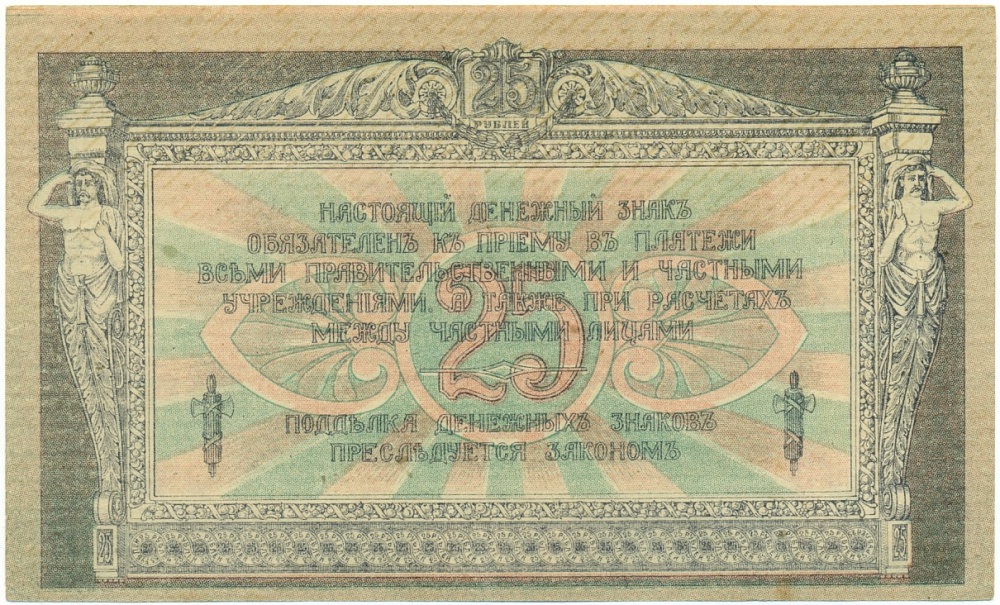 25
РУБЛЕЙ
НАСТОЯЩІЙ ДЕНЕЖНЫЙ ЗНАКЪ
ОБЯЗАТЕЛЕНЪ КЪ ПРІЕМУ ВЪ ПЛАТЕЖИ
ВСѢМИ ПРАВИТЕЛЬСТВЕННЫМИ И ЧАСТНЫМИ
УЧРЕЖДЕНІЯМИ. А ТАКЖЕ ПРИ РАСЧЕТАХЪ
МЕЖДУ ЧАСТНЫМИ ЛИЦАМИ
25
ПОДДѢЛКА ДЕНЕЖНЫХЪ ЗНАКОВЪ
ПРЕСЛѢДУЕТСЯ ЗАКОНОМЪ
25 25